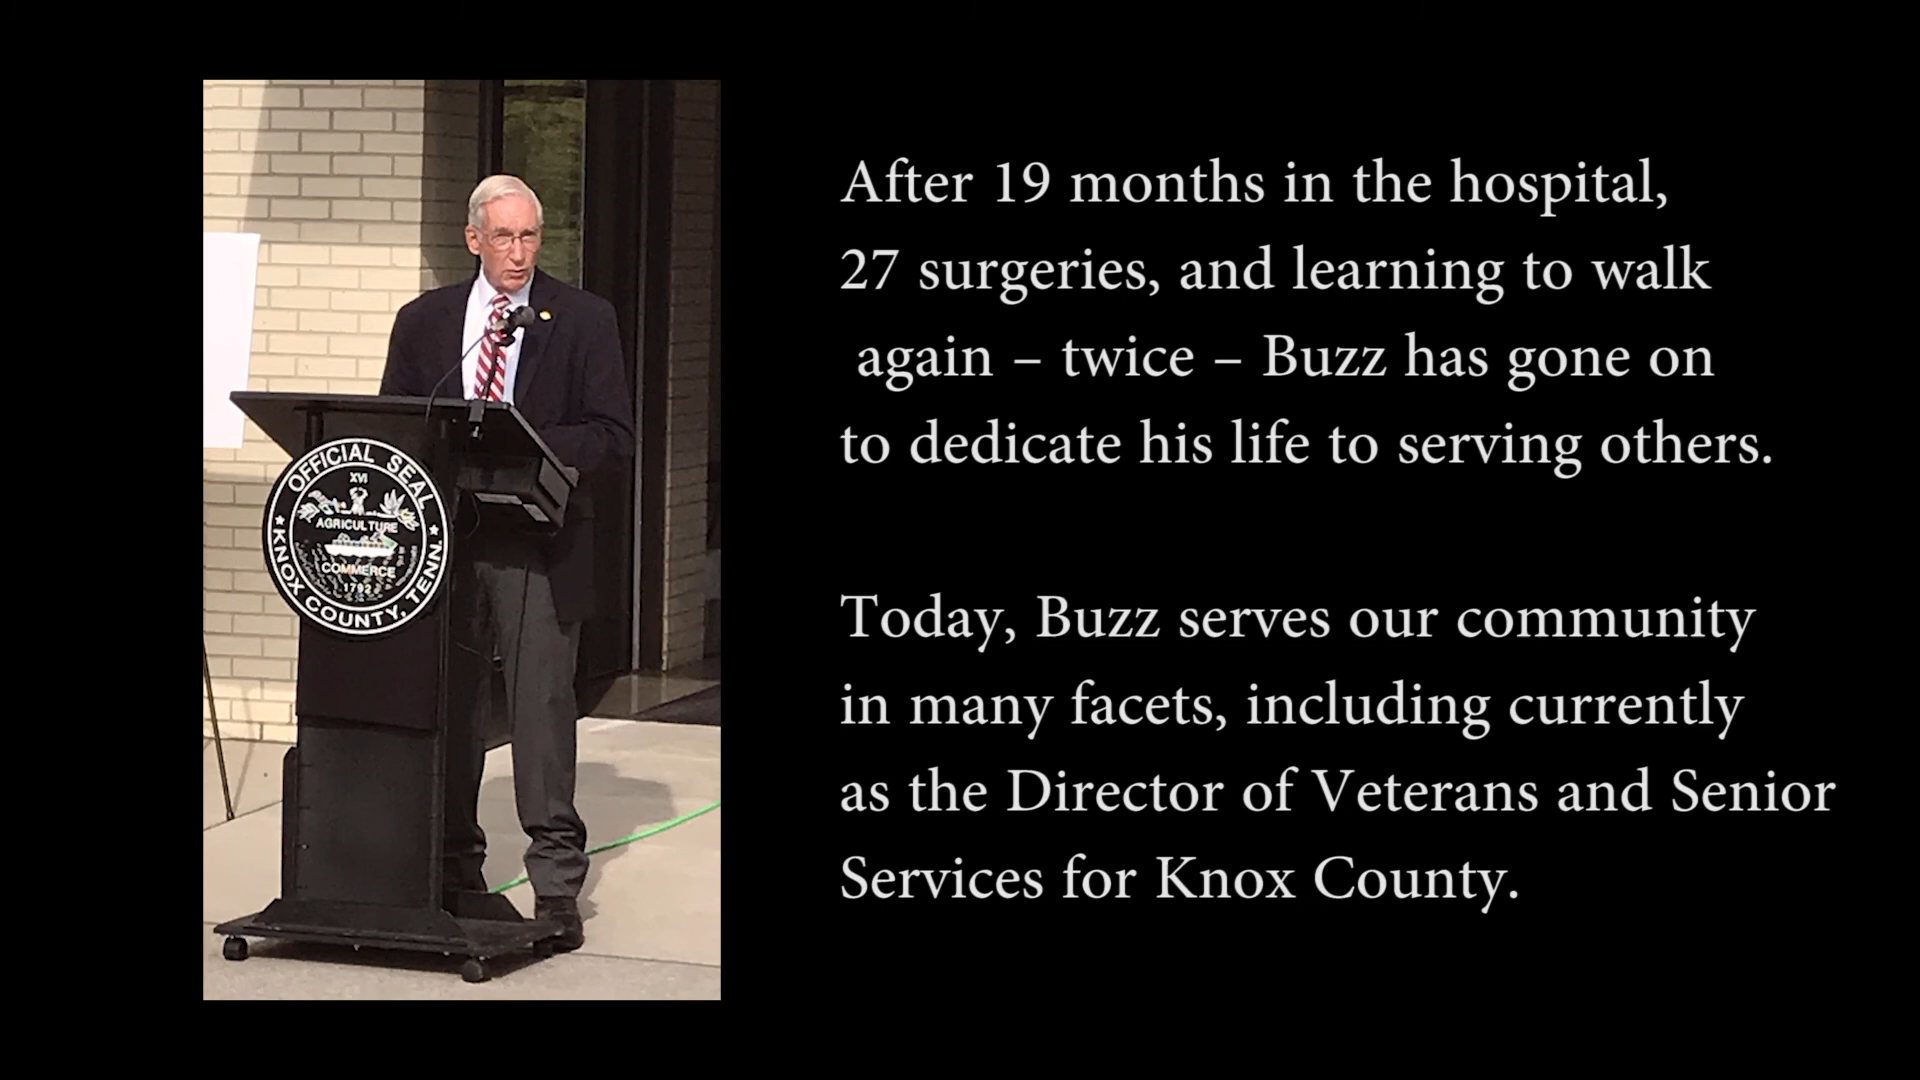 OFFICIAL SEAL
XVI
AGRICULTURE
COMMERCE
1792
KNOX COUNTY, TENN.
After 19 months in the hospital,
27 surgeries, and learning to walk
again – twice – Buzz has gone on
to dedicate his life to serving others.
Today, Buzz serves our community
in many facets, including currently
as the Director of Veterans and Senior
Services for Knox County.